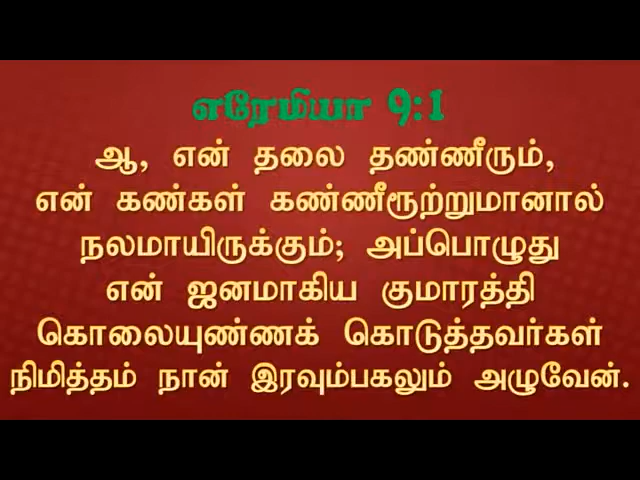 எரேமியா 9:1
ஆ, என் தலை தண்ணீரும்,
என் கண்கள் கண்ணீரூற்றுமானால்
நலமாயிருக்கும்; அப்பொழுது
என் ஜனமாகிய குமாரத்தி
கொலையுண்ணக் கொடுத்தவர்கள்
நிமித்தம் நான் இரவும்பகலும் அழுவேன்.